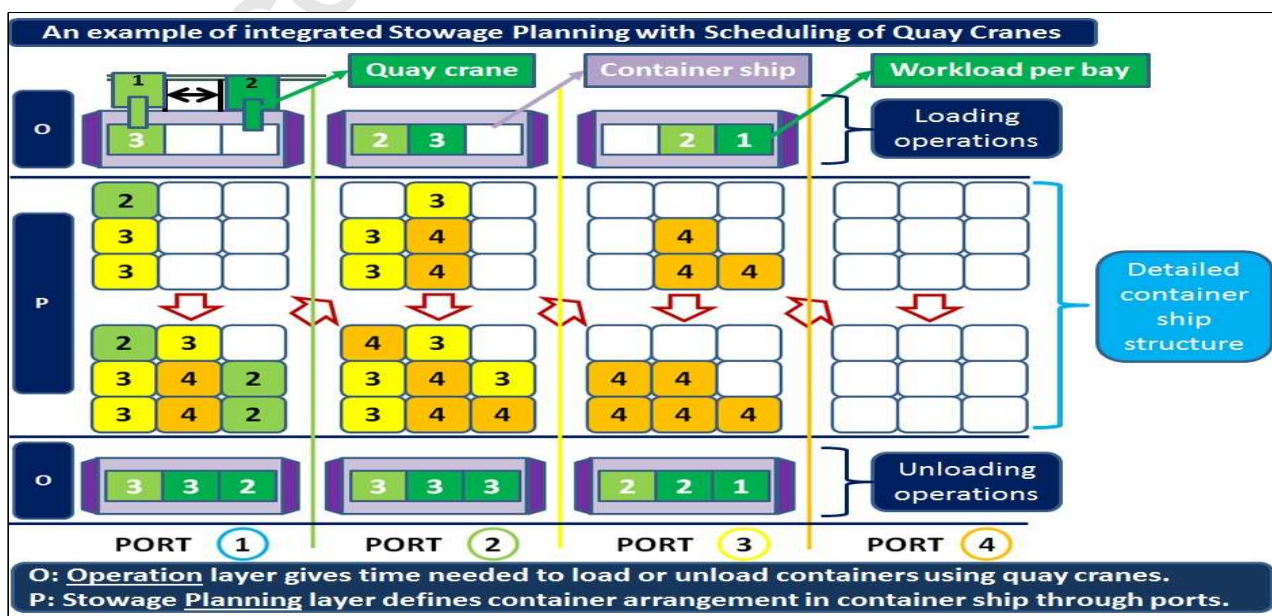 An example of integrated Stowage Planning with Scheduling of Quay Cranes
1 2 Quay crane Container ship Workload per bay
O 3 2 3 2 1 Loading operations
2 3
3 3 4 4
3 3 4 4 4
P
Detailed container ship structure
2 3 4 3
3 4 2 3 4 3 4 4
3 4 2 3 4 4 4 4 4
O 3 3 2 3 3 3 2 2 1 Unloading operations
PORT 1 PORT 2 PORT 3 PORT 4
O: Operation layer gives time needed to load or unload containers using quay cranes.
P: Stowage Planning layer defines container arrangement in container ship through ports.